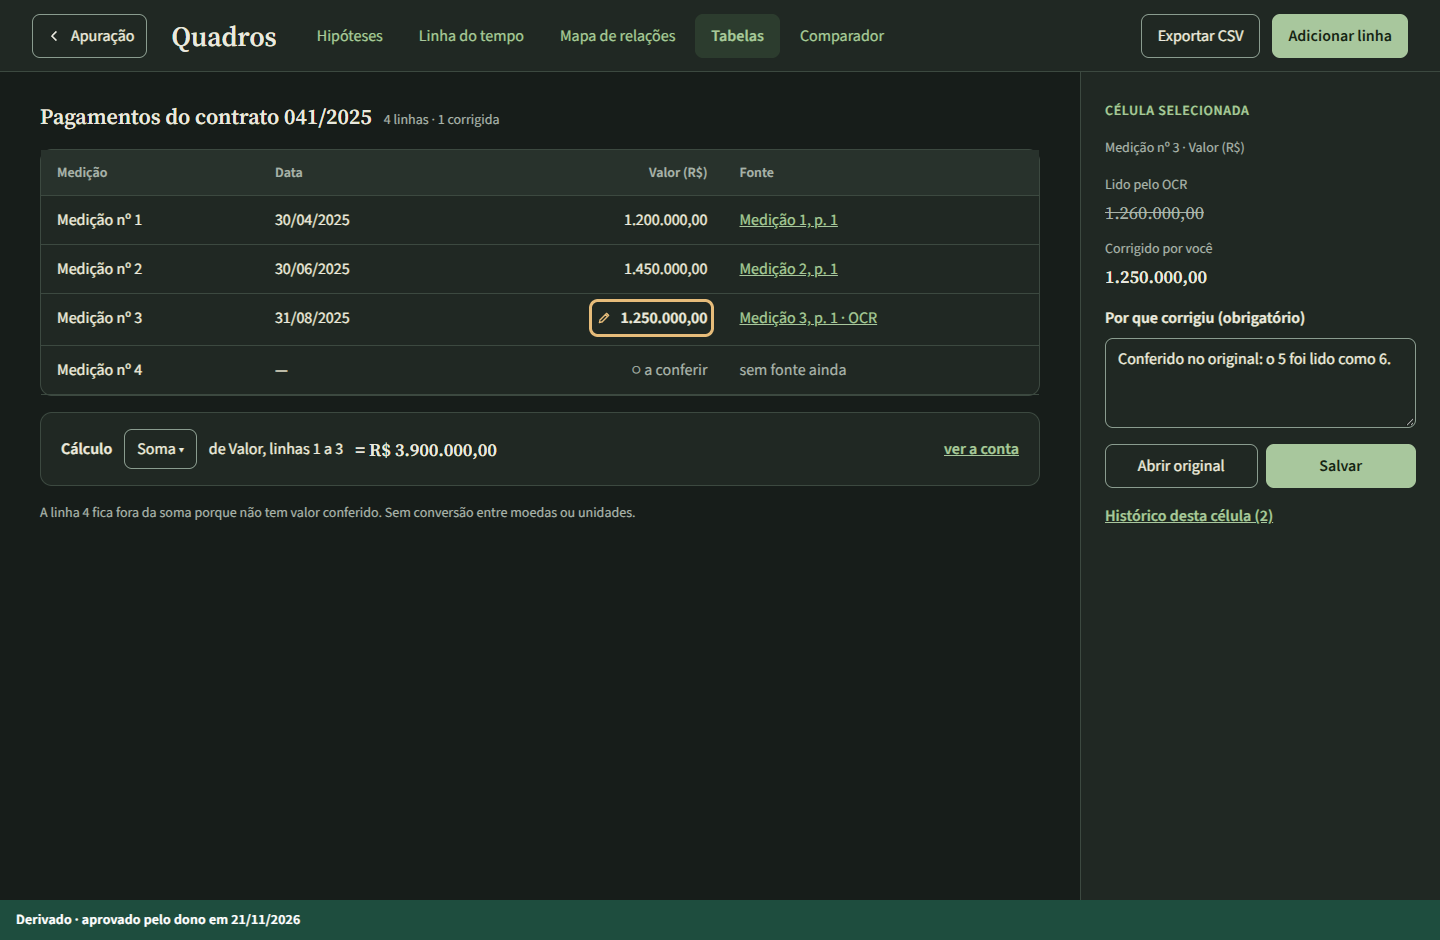 Apuração
Quadros
Hipóteses
Linha do tempo
Mapa de relações
Tabelas
Comparador
Exportar CSV
Adicionar linha
Pagamentos do contrato 041/2025
4 linhas · 1 corrigida
Medição Data Valor (R$) Fonte
Medição nº 1 30/04/2025 1.200.000,00 Medição 1, p. 1
Medição nº 2 30/06/2025 1.450.000,00 Medição 2, p. 1
Medição nº 3 31/08/2025 1.250.000,00 Medição 3, p. 1 · OCR
Medição nº 4 — a conferir sem fonte ainda
Cálculo Soma de Valor, linhas 1 a 3 = R$ 3.900.000,00 ver a conta
A linha 4 fica fora da soma porque não tem valor conferido. Sem conversão entre moedas ou unidades.
CÉLULA SELECIONADA
Medição nº 3 · Valor (R$)
Lido pelo OCR
1.260.000,00
Corrigido por você
1.250.000,00
Por que corrigiu (obrigatório)
Conferido no original: o 5 foi lido como 6.
Abrir original
Salvar
Histórico desta célula (2)
Derivado · aprovado pelo dono em 21/11/2026